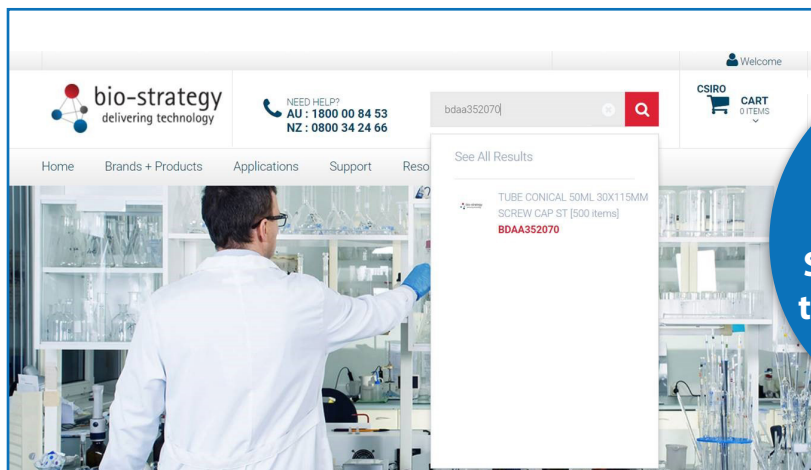 Welcome
bio-strategy
delivering technology
NEED HELP?
AU : 1800 00 84 53
NZ : 0800 34 24 66
bdaa352070
CSIRO
CART
0 ITEMS
Home Brands + Products Applications Support Reso
See All Results
TUBE CONICAL 50ML 30X115MM
SCREW CAP ST [500 items]
BDAA352070
S
t